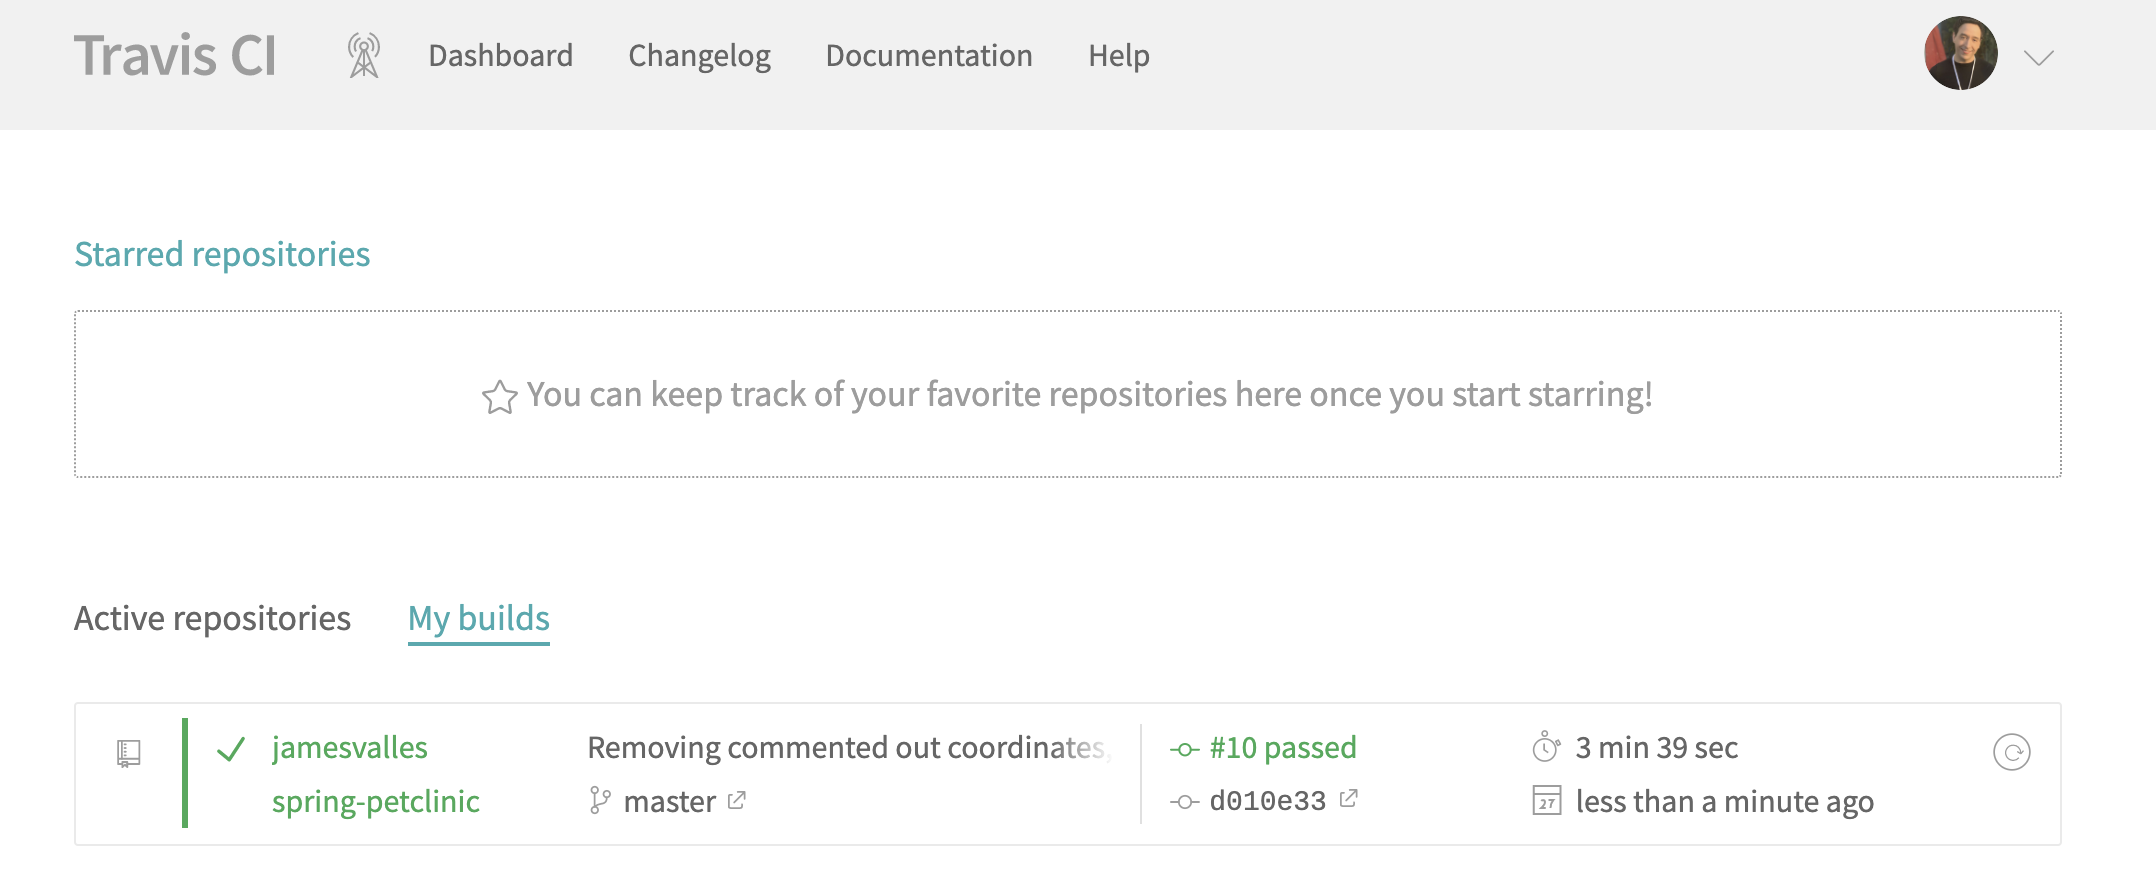 Travis CI
Dashboard
Changelog
Documentation
Help
Starred repositories
You can keep track of your favorite repositories here once you start starring!
Active repositories
My builds
jamesvalles
spring-petclinic
Removing commented out coordinates,
master
#10 passed
d010e33
3 min 39 sec
27
less than a minute ago